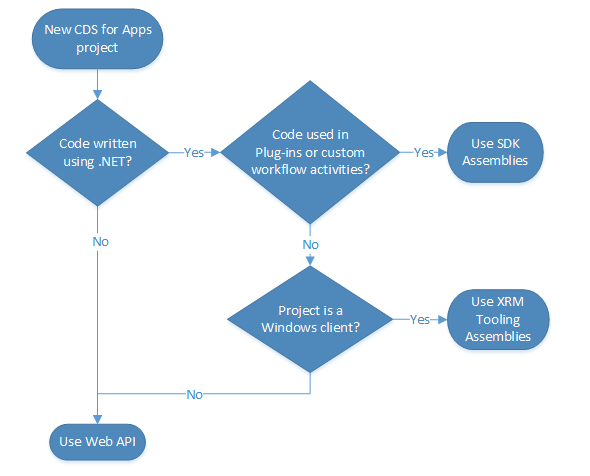 New CDS for Apps
project
Code written
using .NET?
Yes
Code used in
Plug-ins or custom
workflow activities?
Yes
Use SDK
Assemblies
No
No
Project is a
Windows client?
Yes
Use XRM
Tooling
Assemblies
No
Use Web API